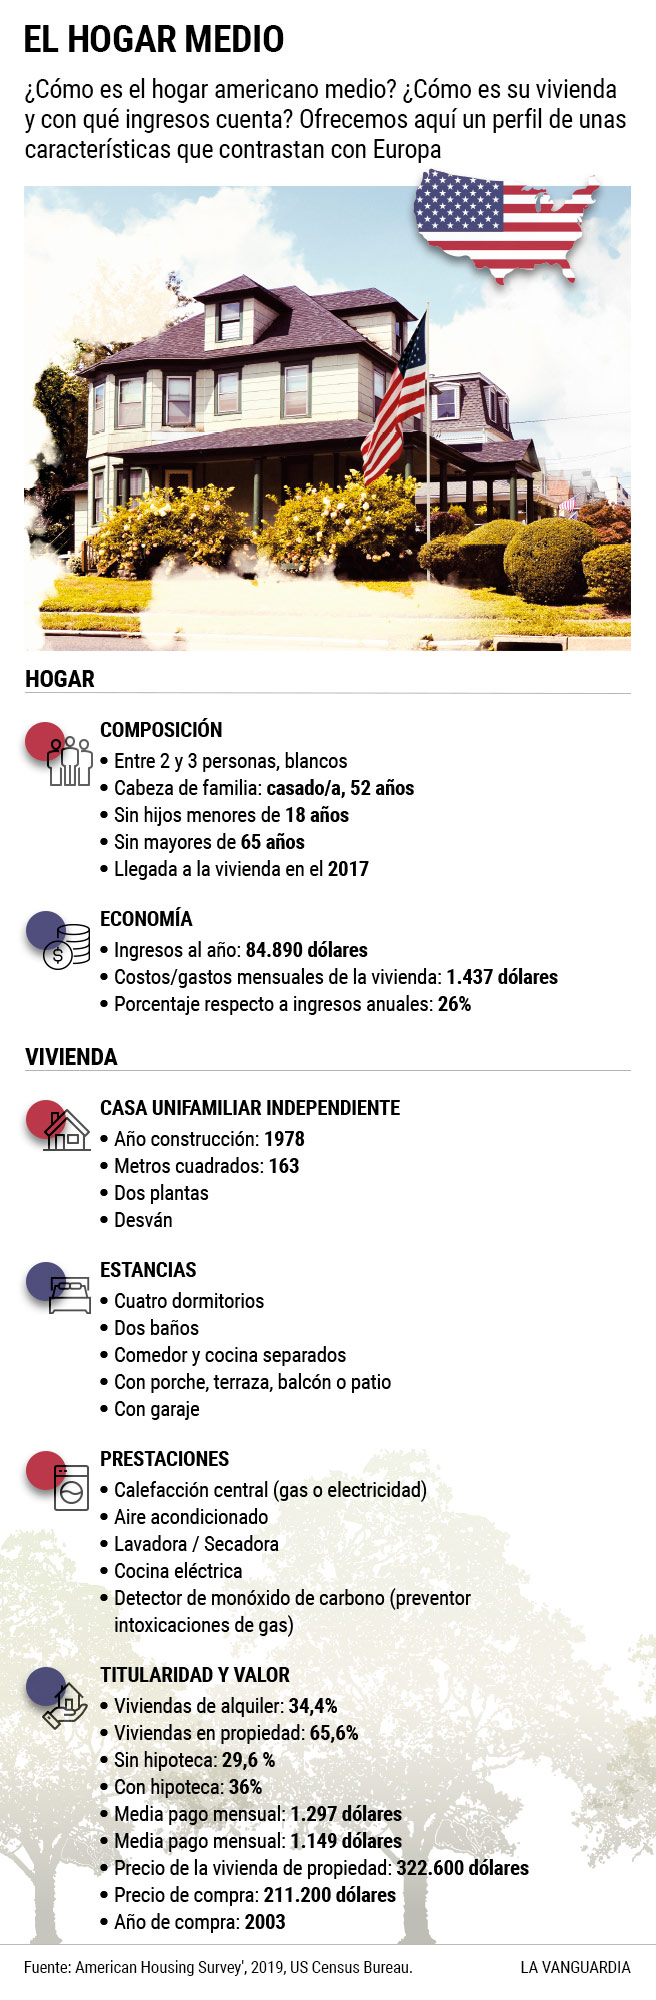 EL HOGAR MEDIO
¿Cómo es el hogar americano medio? ¿Cómo es su vivienda
y con qué ingresos cuenta? Ofrecemos aquí un perfil de unas
características que contrastan con Europa
HOGAR
COMPOSICIÓN
• Entre 2 y 3 personas, blancos
• Cabeza de familia: casado/a, 52 años
• Sin hijos menores de 18 años
• Sin mayores de 65 años
• Llegada a la vivienda en el 2017
$
ECONOMÍA
• Ingresos al año: 84.890 dólares
• Costos/gastos mensuales de la vivienda: 1.437 dólares
• Porcentaje respecto a ingresos anuales: 26%
VIVIENDA
CASA UNIFAMILIAR INDEPENDIENTE
• Año construcción: 1978
• Metros cuadrados: 163
• Dos plantas
• Desván
ESTANCIAS
• Cuatro dormitorios
• Dos baños
• Comedor y cocina separados
• Con porche, terraza, balcón o patio
• Con garaje
PRESTACIONES
• Calefacción central (gas o electricidad)
• Aire acondicionado
• Lavadora / Secadora
• Cocina eléctrica
• Detector de monóxido de carbono (preventor
intoxicaciones de gas)
TITULARIDAD Y VALOR
• Viviendas de alquiler: 34,4%
• Viviendas en propiedad: 65,6%
• Sin hipoteca: 29,6 %
• Con hipoteca: 36%
• Media pago mensual: 1.297 dólares
• Media pago mensual: 1.149 dólares
• Precio de la vivienda de propiedad: 322.600 dólares
• Precio de compra: 211.200 dólares
• Año de compra: 2003
Fuente: American Housing Survey', 2019, US Census Bureau.
LA VANGUARDIA